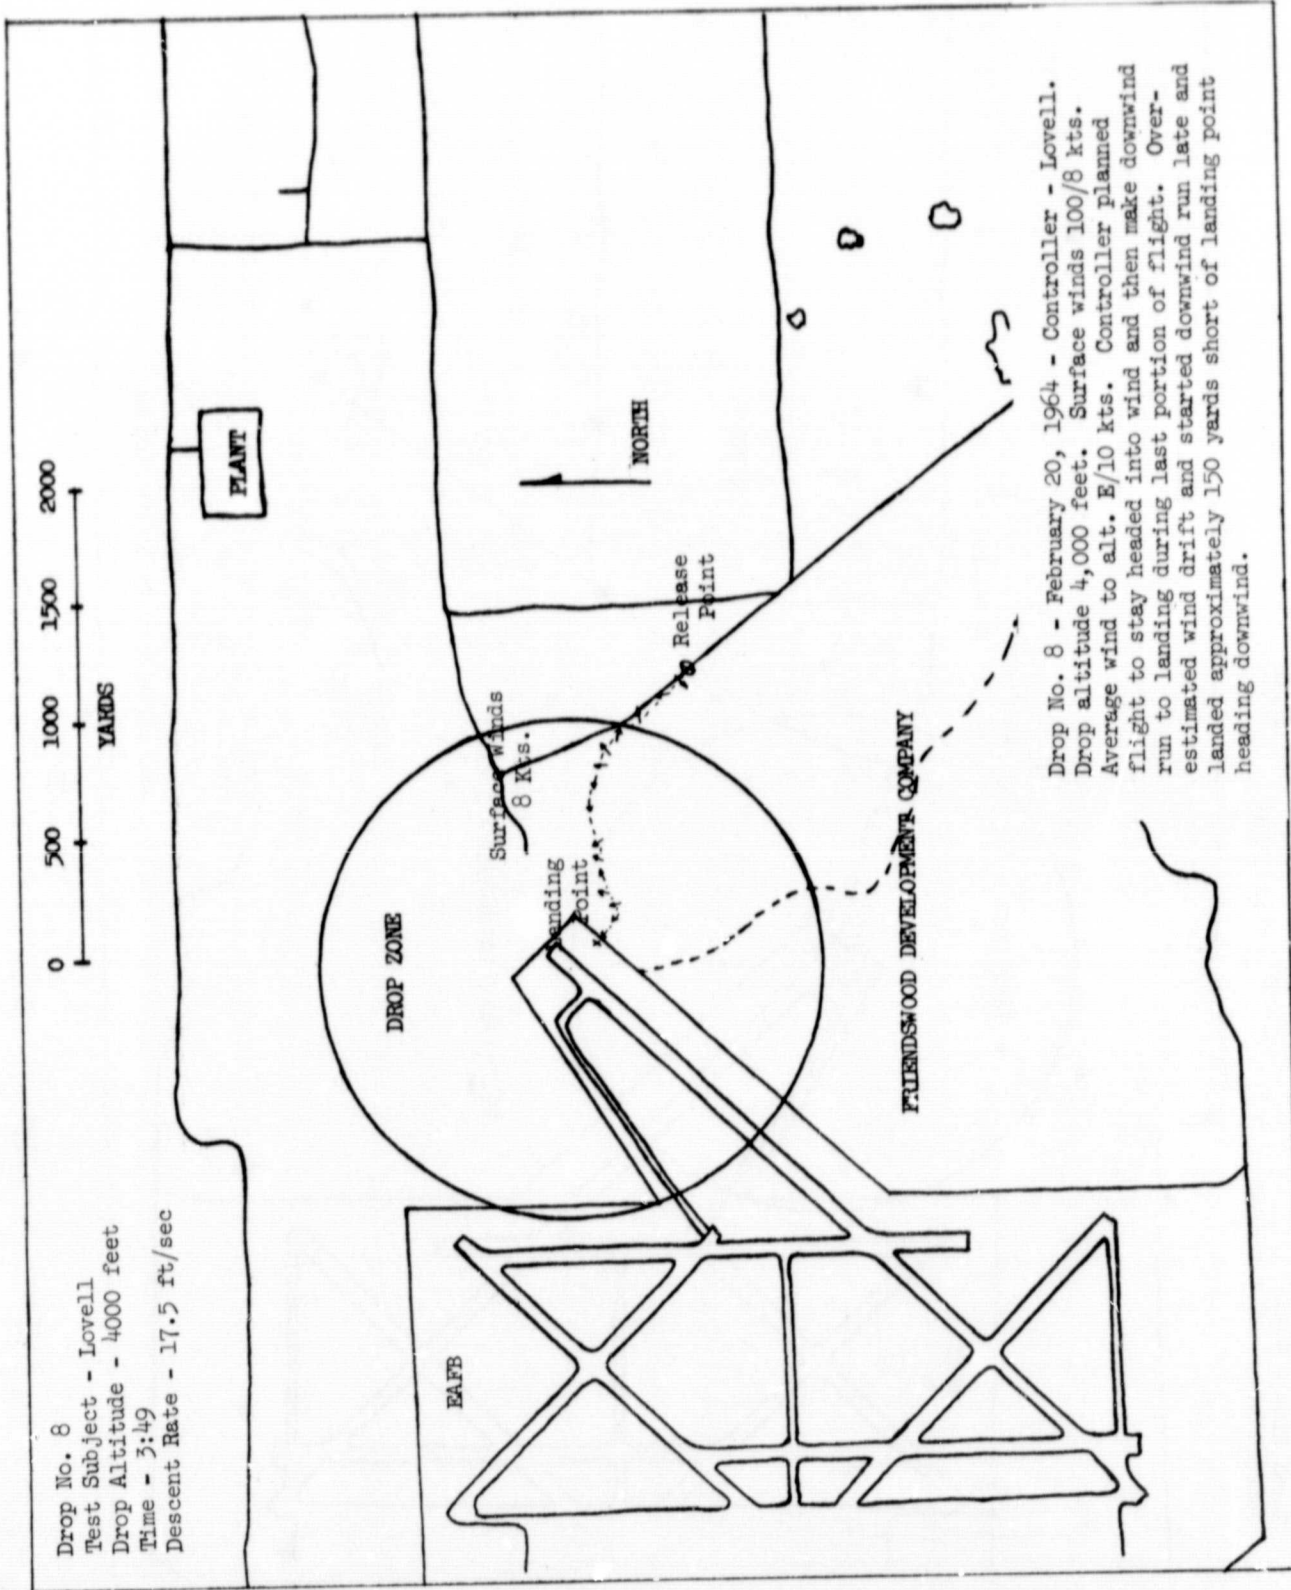 Drop No. 8
Test Subject - Lovell
Drop Altitude - 4000 feet
Time - 3:49
Descent Rate - 17.5 ft/sec
0 500 1000 1500 2000
YARDS
PLANT
DROP ZONE
Surface Winds
8 Kts.
NORTH
Landing
Point
Release
Point
EAFB
FRIENDSWOOD DEVELOPMENT COMPANY
Drop No. 8 - February 20, 1964 - Controller - Lovell.
Drop altitude 4,000 feet. Surface winds 100/8 kts.
Average wind to alt. E/10 kts. Controller planned
flight to stay headed into wind and then make downwind
run to landing during last portion of flight. Over-
estimated wind drift and started downwind run late and
landed approximately 150 yards short of landing point
heading downwind.